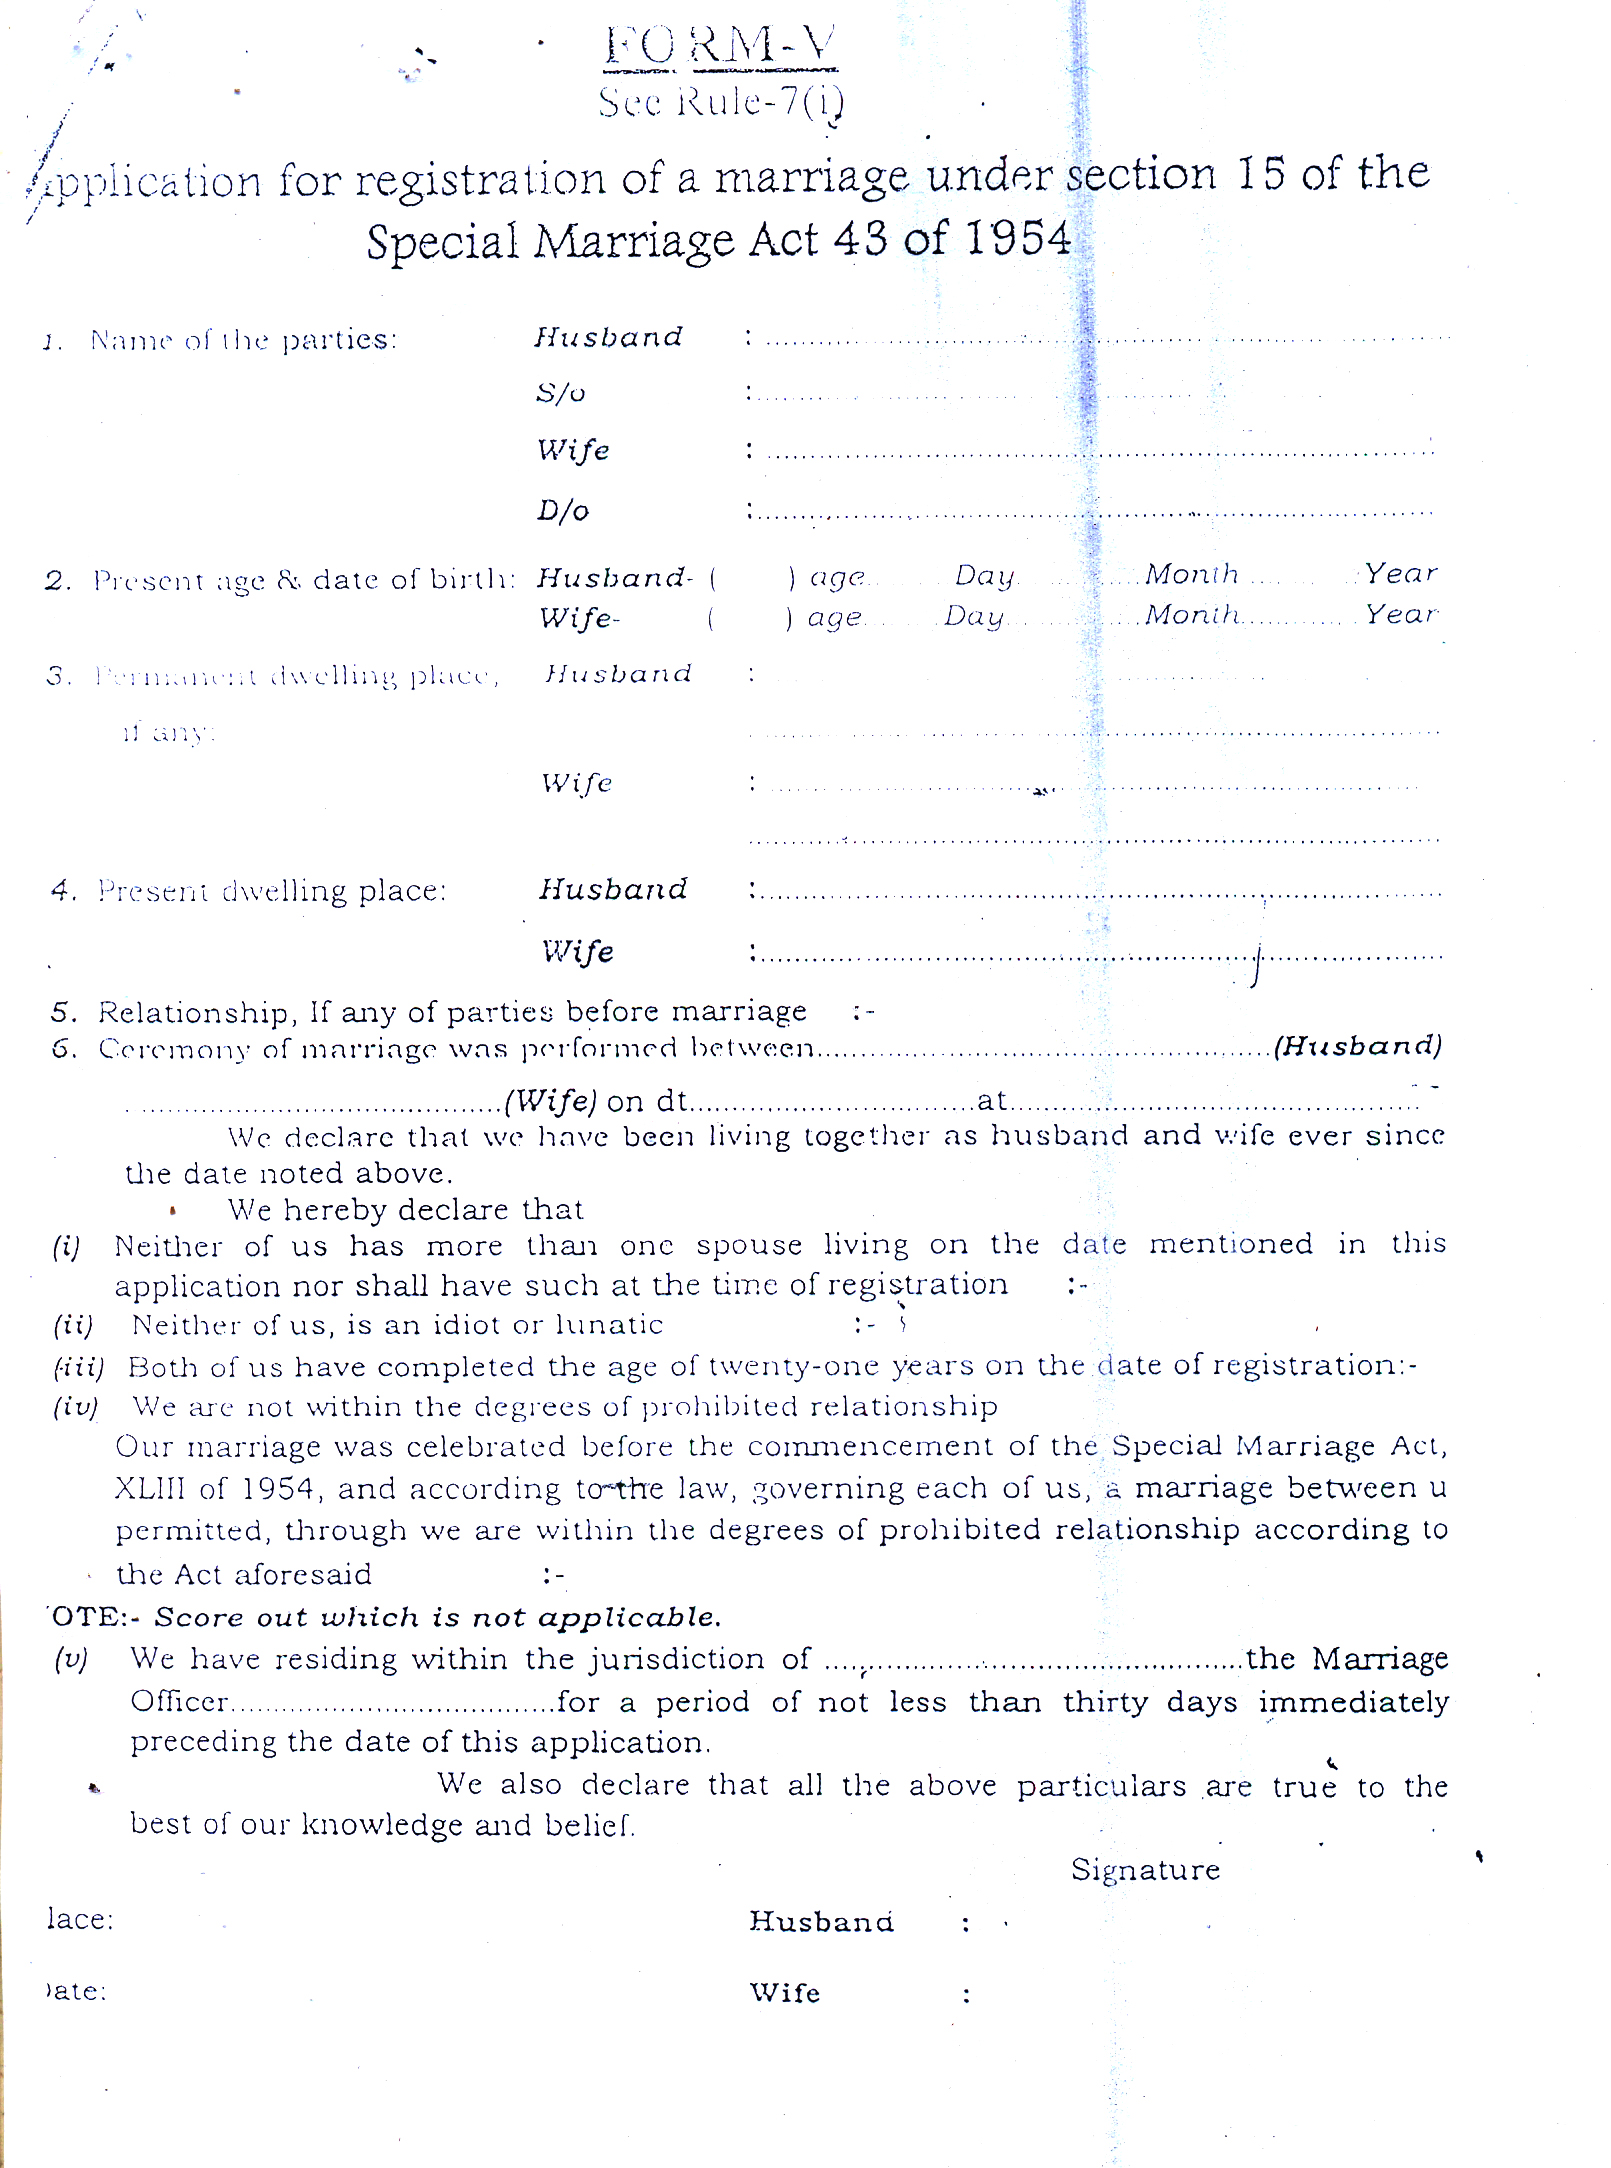 FORM-V
See Rule-7(i)
Application for registration of a marriage under section 15 of the
Special Marriage Act 43 of 1954
1. Name of the parties: Husband : ..........
S/o :..........
Wife : ..........
D/o :..........
2. Present age & date of birth: Husband- ( ) age.... Day.......... Month.......... Year
Wife- ( ) age.... Day.......... Month.......... Year
3. Permanent dwelling place, Husband : ..........
if any: ..........
Wife : ..........
..........
4. Present dwelling place: Husband :..........
Wife :..........
5. Relationship, If any of parties before marriage :-
6. Ceremony of marriage was performed between..........(Husband)
..........(Wife) on dt..........at..........
We declare that we have been living together as husband and wife ever since
the date noted above.
We hereby declare that
(i) Neither of us has more than one spouse living on the date mentioned in this
application nor shall have such at the time of registration :-
(ii) Neither of us, is an idiot or lunatic :-
(iii) Both of us have completed the age of twenty-one years on the date of registration:-
(iv) We are not within the degrees of prohibited relationship
Our marriage was celebrated before the commencement of the Special Marriage Act,
XLIII of 1954, and according to the law, governing each of us, a marriage between u
permitted, through we are within the degrees of prohibited relationship according to
the Act aforesaid :-
OTE:- Score out which is not applicable.
(v) We have residing within the jurisdiction of ..........the Marriage
Officer..........for a period of not less than thirty days immediately
preceding the date of this application.
We also declare that all the above particulars are true to the
best of our knowledge and belief.
Signature
lace: Husband :
ate: Wife :